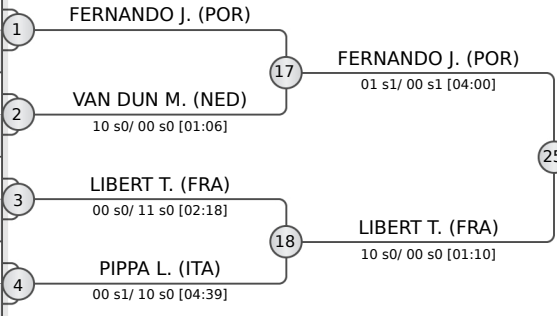 1
FERNANDO J. (POR)
17
FERNANDO J. (POR)
01 s1/ 00 s1 [04:00]
2
VAN DUN M. (NED)
10 s0/ 00 s0 [01:06]
25
3
LIBERT T. (FRA)
00 s0/ 11 s0 [02:18]
18
LIBERT T. (FRA)
10 s0/ 00 s0 [01:10]
4
PIPPA L. (ITA)
00 s1/ 10 s0 [04:39]